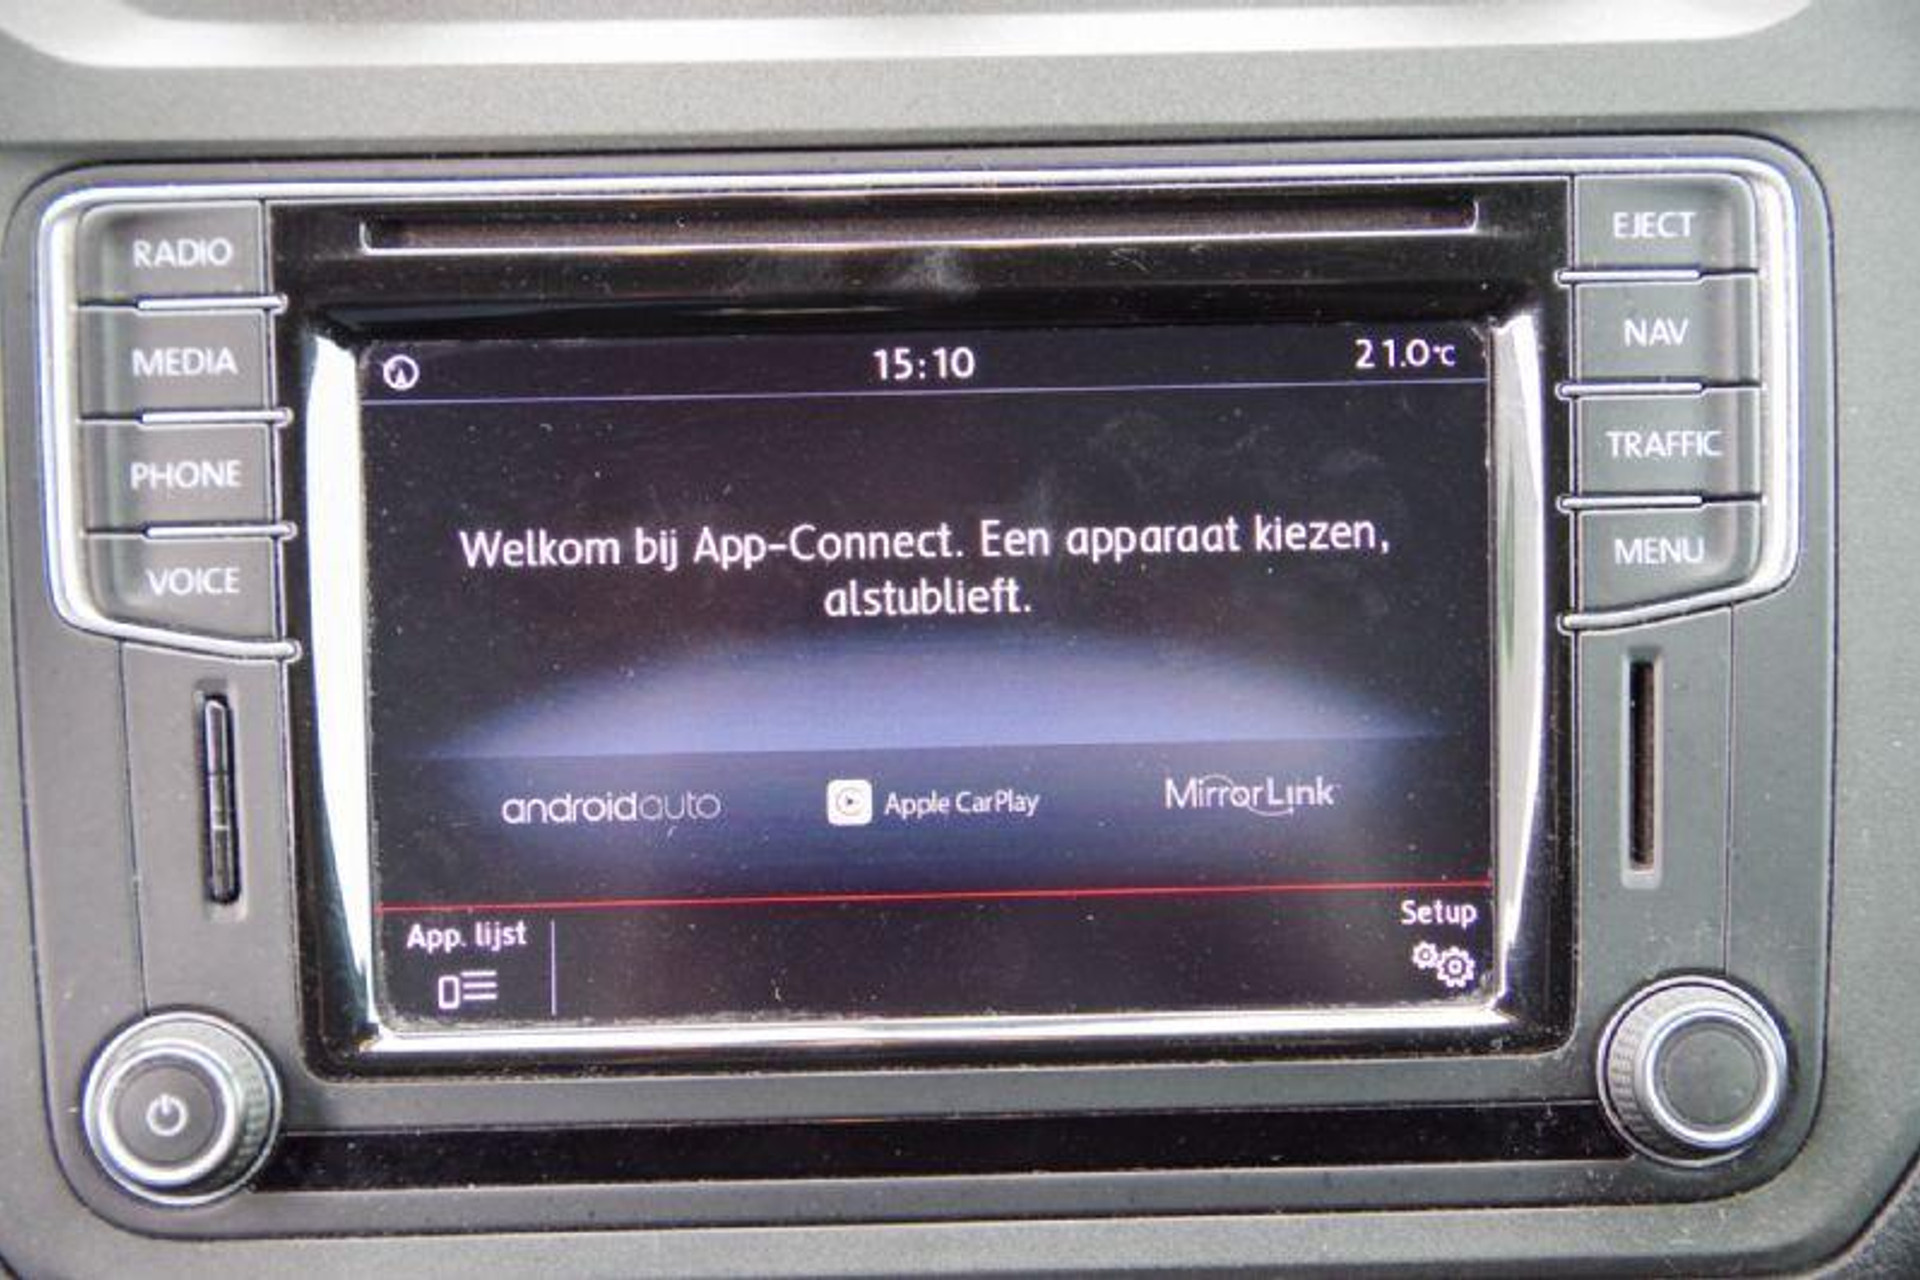 RADIO
MEDIA
PHONE
VOICE
EJECT
NAV
TRAFFIC
MENU
15:10
21.0°C
Welkom bij App-Connect. Een apparaat kiezen,
alstublieft.
androidauto
Apple CarPlay
MirrorLink
App. lijst
Setup